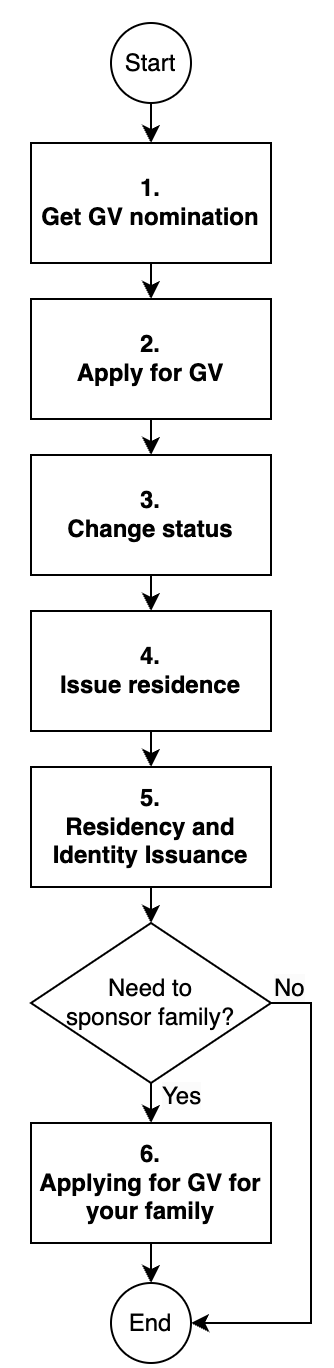 Start
1.
Get GV nomination
2.
Apply for GV
3.
Change status
4.
Issue residence
5.
Residency and
Identity Issuance
Need to
sponsor family?
No
Yes
6.
Applying for GV for
your family
End